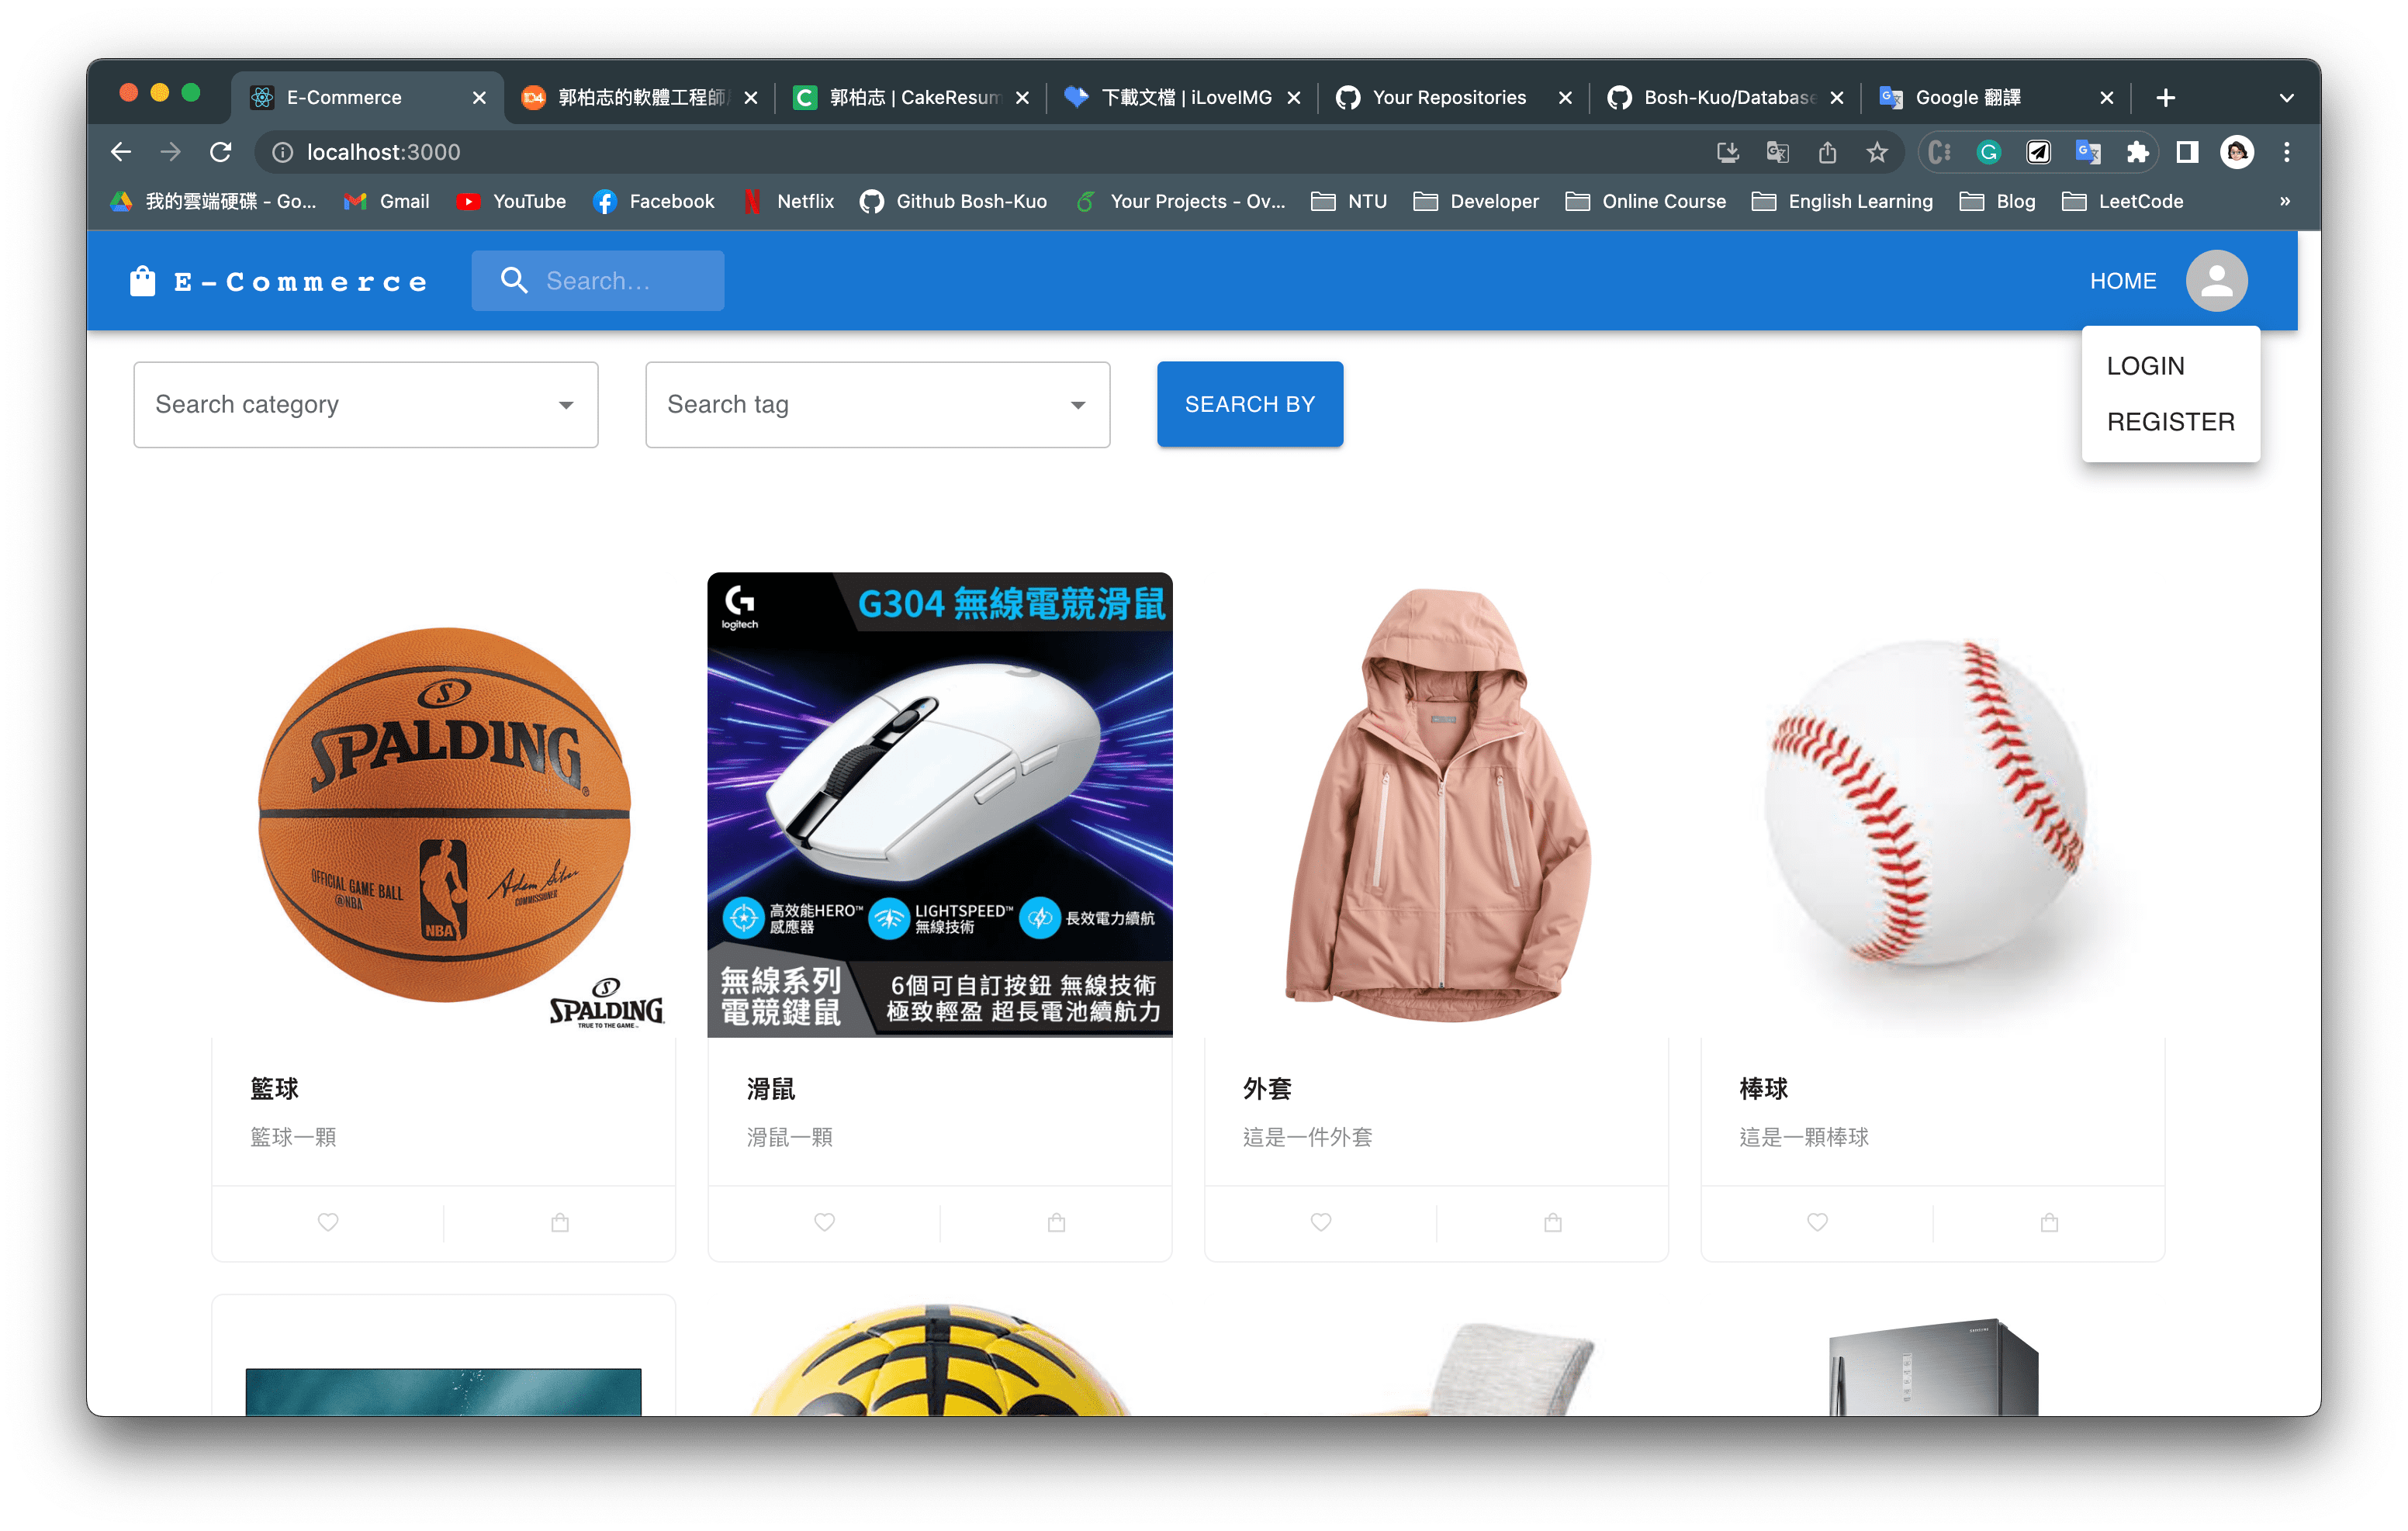 E-Commerce
郭柏志的軟體工程師
郭柏志 | CakeResum
下載文檔 | iLoveIMG
Your Repositories
Bosh-Kuo/Database
Google 翻譯
localhost:3000
我的雲端硬碟 - Go...
Gmail
YouTube
Facebook
Netflix
Github Bosh-Kuo
Your Projects - Ov...
NTU
Developer
Online Course
English Learning
Blog
LeetCode
»
E-Commerce
Search...
HOME
LOGIN
REGISTER
Search category
Search tag
SEARCH BY
SPALDING
OFFICIAL GAME BALL
@NBA
NBA
Adam Silver
COMMISSIONER
SPALDING
TRUE TO THE GAME
logitech
G304 無線電競滑鼠
高效能HERO™
感應器
LIGHTSPEED™
無線技術
長效電力續航
無線系列
電競鍵鼠
6個可自訂按鈕 無線技術
極致輕盈 超長電池續航力
籃球
籃球一顆
滑鼠
滑鼠一顆
外套
這是一件外套
棒球
這是一顆棒球